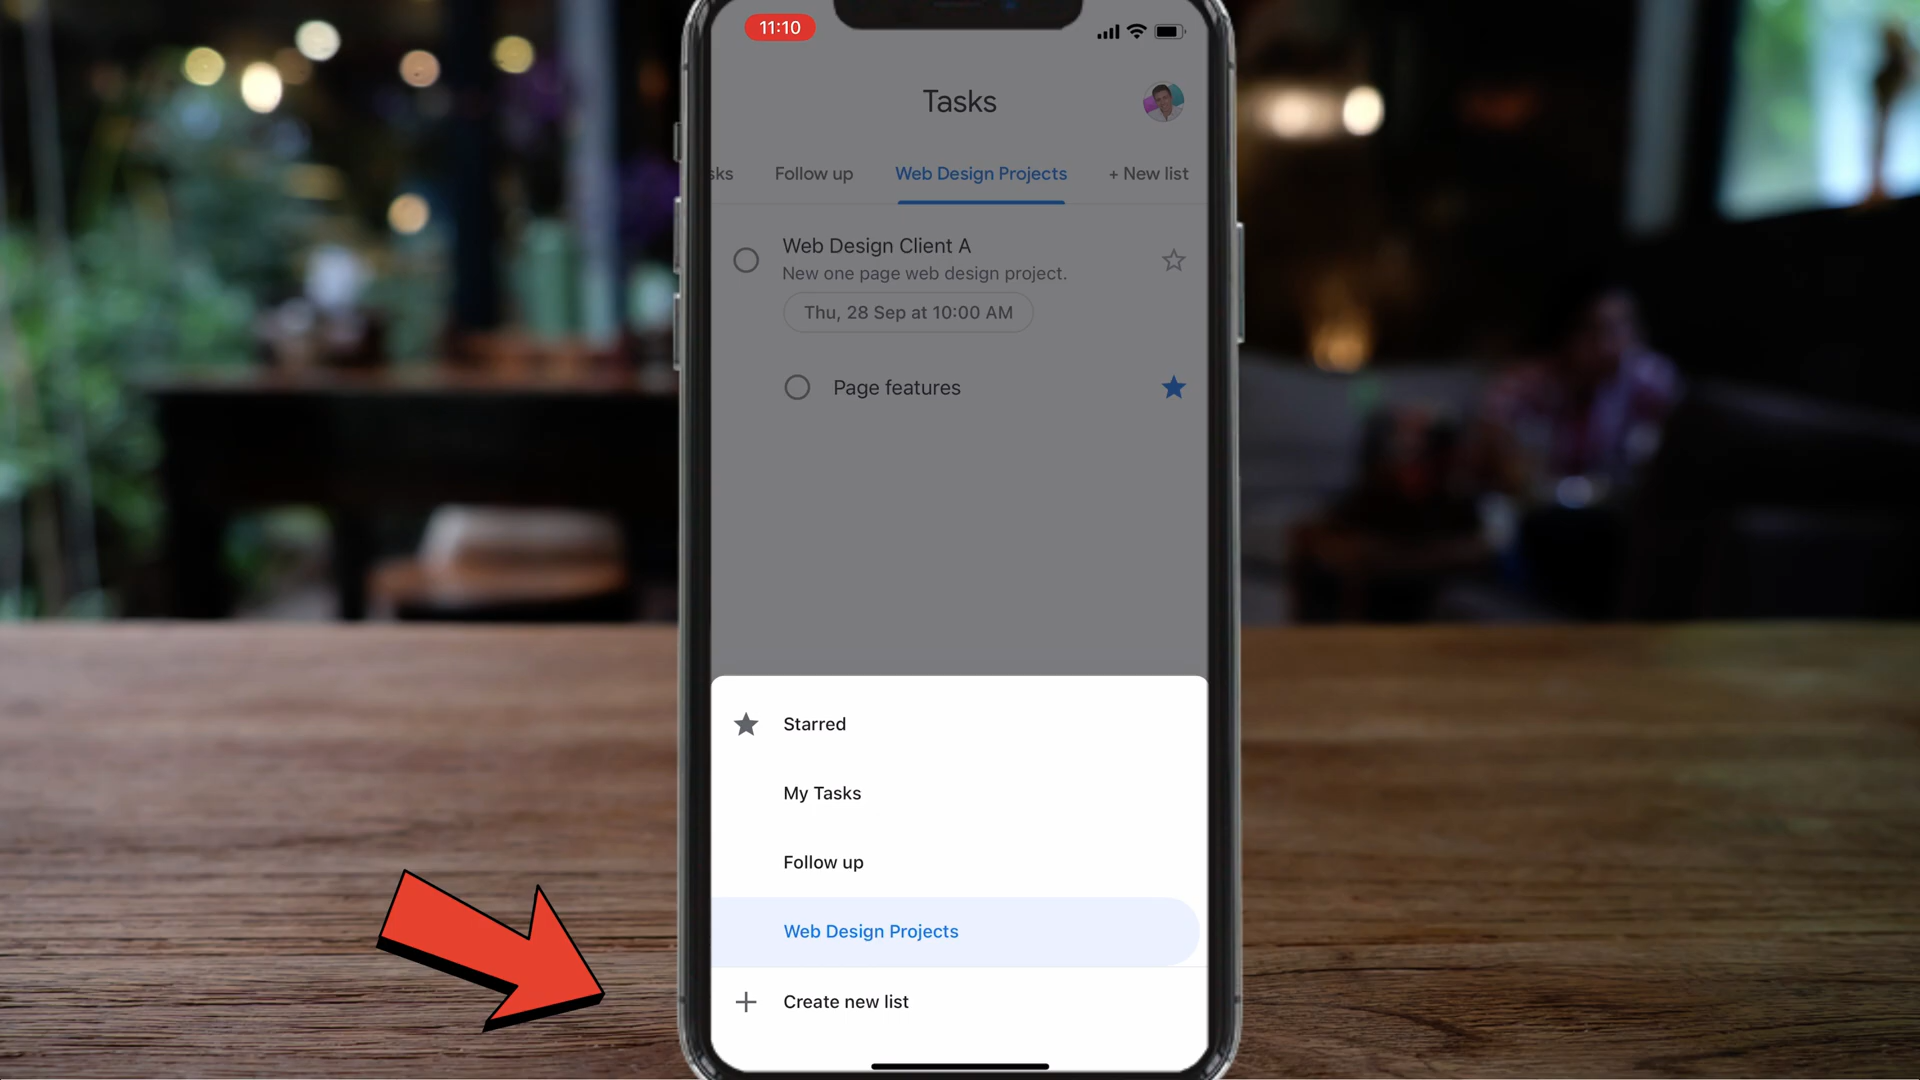 11:10
Tasks
sks
Follow up
Web Design Projects
+ New list
Web Design Client A
New one page web design project.
Thu, 28 Sep at 10:00 AM
Page features
Starred
My Tasks
Follow up
Web Design Projects
Create new list